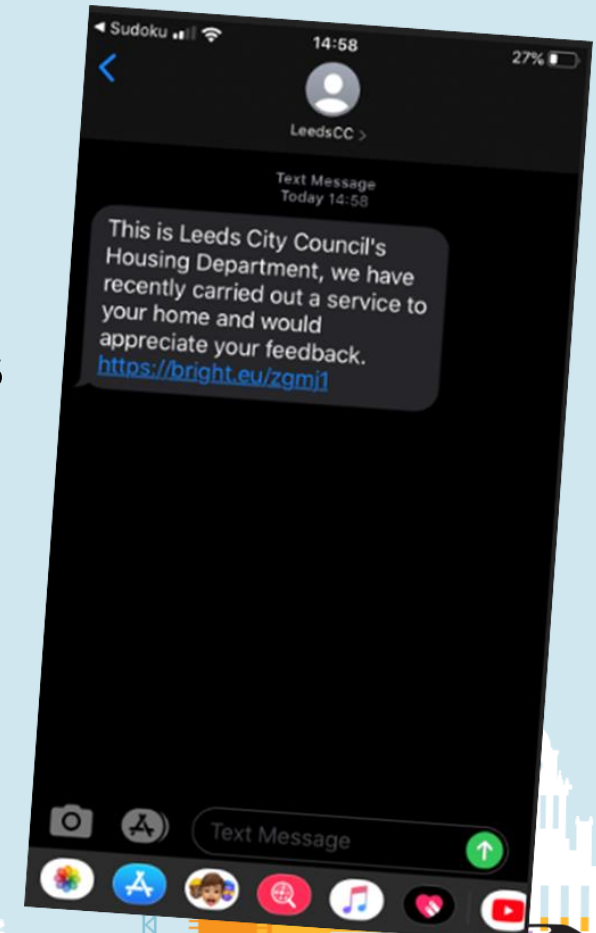 ◀ Sudoku
14:58
27%
LeedsCC >
Text Message
Today 14:58
This is Leeds City Council's
Housing Department, we have
recently carried out a service to
your home and would
appreciate your feedback.
https://bright.eu/zgmj1
Text Message